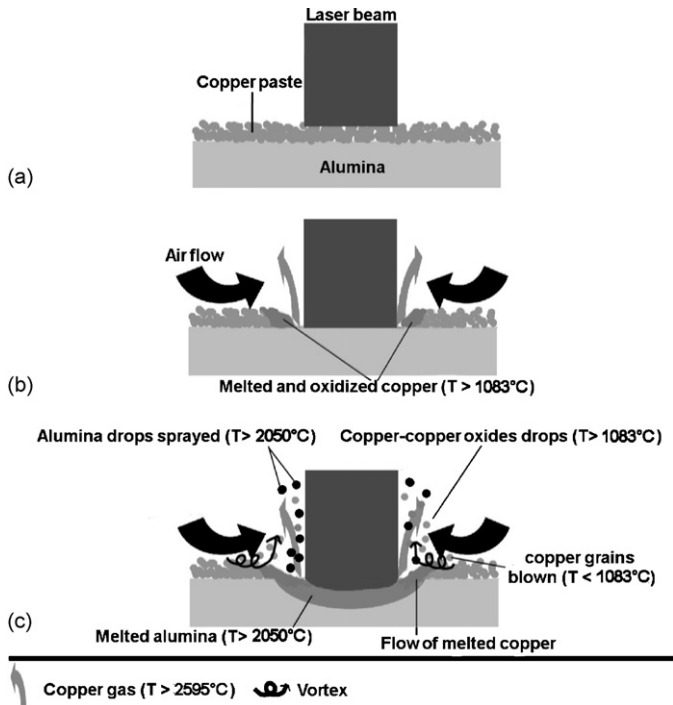 Laser beam
Copper paste
Alumina
(a)
Air flow
(b)
Melted and oxidized copper (T > 1083°C)
Alumina drops sprayed (T> 2050°C)
Copper-copper oxides drops (T> 1083°C)
copper grains
blown (T < 1083°C)
(c)
Melted alumina (T> 2050°C)
Flow of melted copper
Copper gas (T > 2595°C)
Vortex